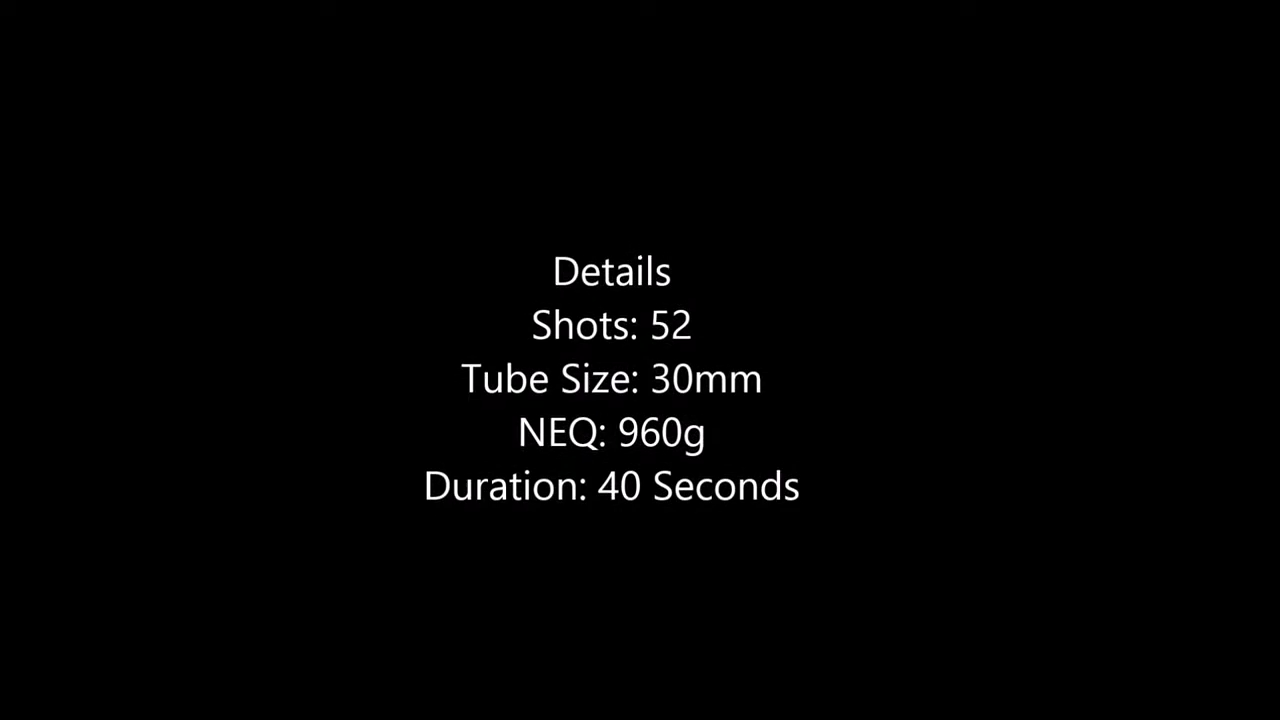 Details
Shots: 52
Tube Size: 30mm
NEQ: 960g
Duration: 40 Seconds